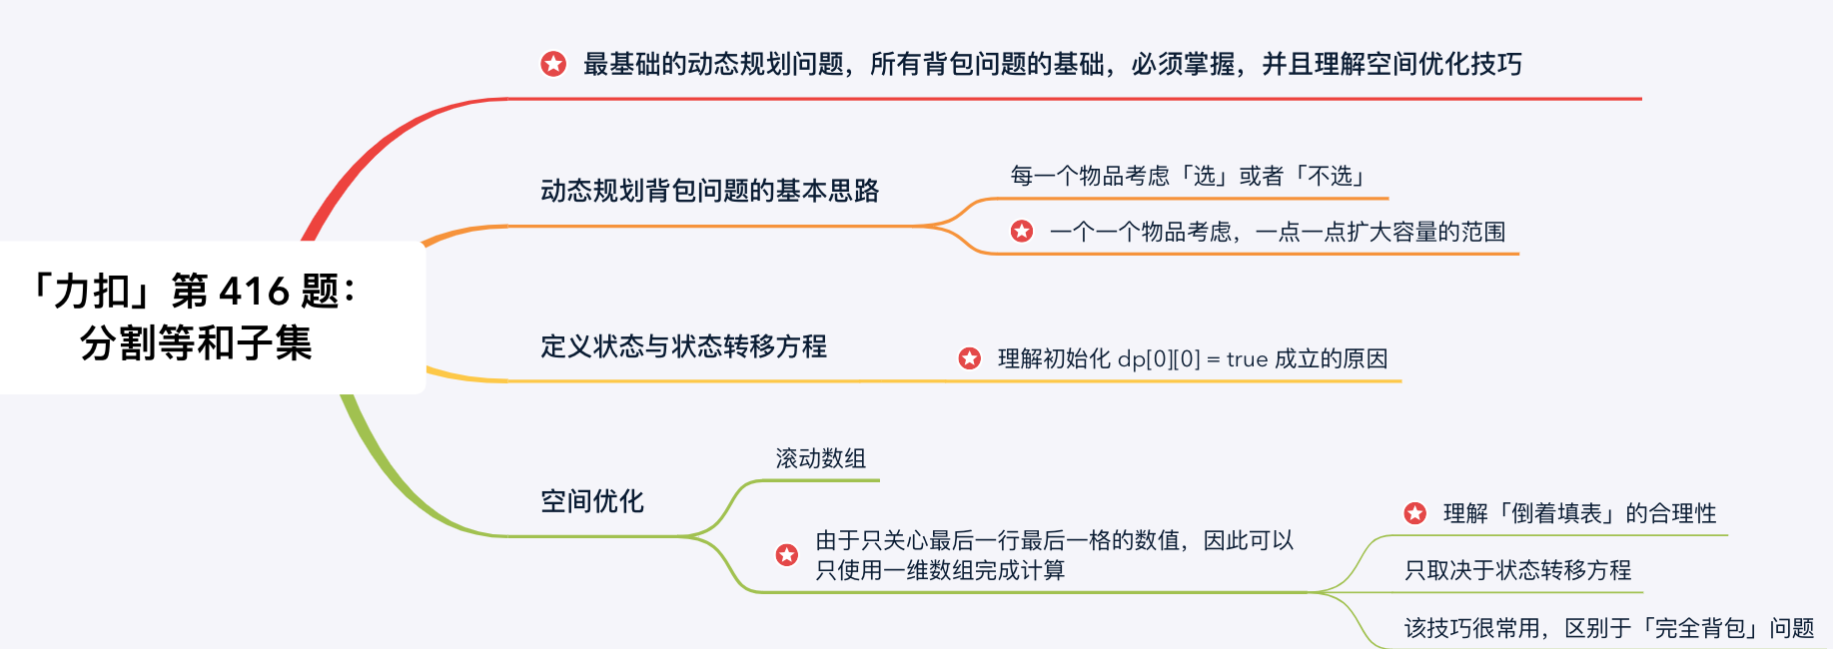 「力扣」第 416 题：
分割等和子集
最基础的动态规划问题，所有背包问题的基础，必须掌握，并且理解空间优化技巧
动态规划背包问题的基本思路
每一个物品考虑「选」或者「不选」
一个一个物品考虑，一点一点扩大容量的范围
定义状态与状态转移方程
理解初始化 dp[0][0] = true 成立的原因
空间优化
滚动数组
由于只关心最后一行最后一格的数值，因此可以
只使用一维数组完成计算
理解「倒着填表」的合理性
只取决于状态转移方程
该技巧很常用，区别于「完全背包」问题